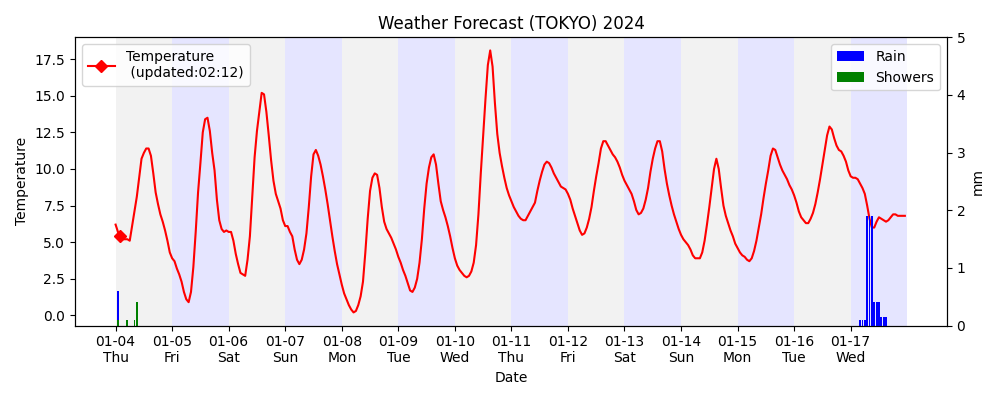 Weather Forecast (TOKYO) 2024
Temperature
(updated:02:12)
Rain
Showers
17.5
15.0
12.5
10.0
7.5
5.0
2.5
0.0
Temperature
5
4
3
2
1
0
mm
01-04 01-05 01-06 01-07 01-08 01-09 01-10 01-11 01-12 01-13 01-14 01-15 01-16 01-17
Thu Fri Sat Sun Mon Tue Wed Thu Fri Sat Sun Mon Tue Wed
Date